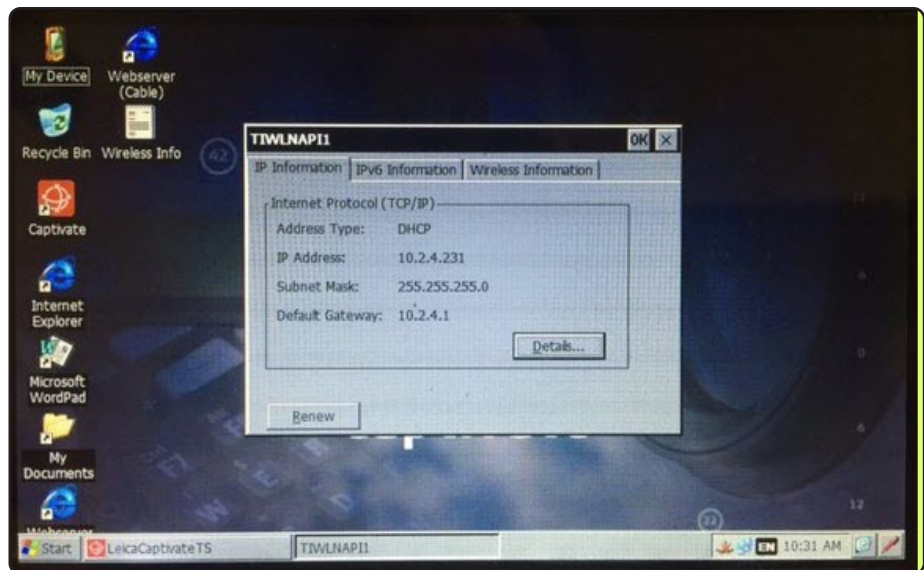 My Device
Webserver
(Cable)
Recycle Bin
Wireless Info
42
Captivate
Internet
Explorer
Microsoft
WordPad
My
Documents
TIWLNAPI1
OK
IP Information
IPv6 Information
Wireless Information
Internet Protocol (TCP/IP)
Address Type: DHCP
IP Address: 10.2.4.231
Subnet Mask: 255.255.255.0
Default Gateway: 10.2.4.1
Details...
Renew
22
12
Start
LeicaCaptivateTS
TIWLNAPI1
EN
10:31 AM